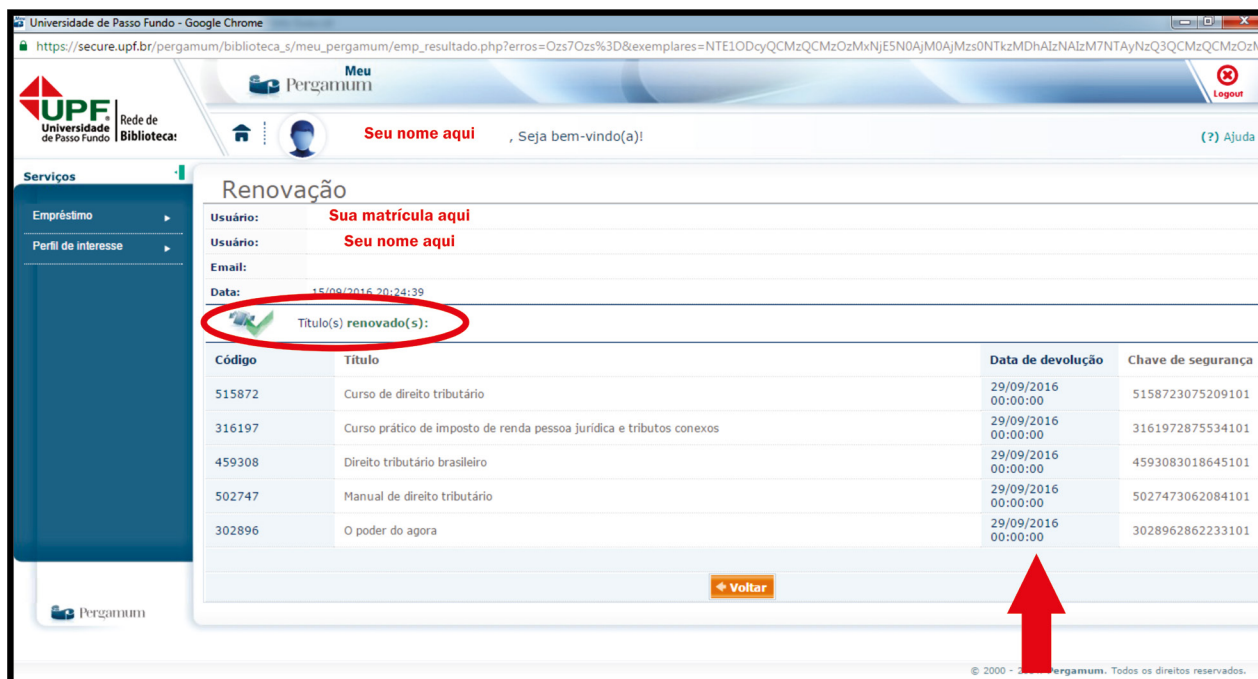 Universidade de Passo Fundo - Google Chrome
https://secure.upf.br/pergamum/biblioteca_s/meu_pergamum/emp_resultado.php?erros=Ozs7Ozs%3D&exemplares=NTE1ODcyQCMzQCMzOzMxNjE5N0AjM0AjMzs0NTkzMDhAIzNAIzM7NTAyNzQ3QCMzQCMzOzM
Meu
Pergamum
Logout
UPF
Universidade
de Passo Fundo
Rede de
Bibliotecas
Seu nome aqui , Seja bem-vindo(a)!
(?) Ajuda
Serviços
Empréstimo
Perfil de interesse
Renovação
Usuário: Sua matrícula aqui
Usuário: Seu nome aqui
Email:
Data: 15/09/2016 20:24:39
Título(s) renovado(s):
Código Título Data de devolução Chave de segurança
515872 Curso de direito tributário 29/09/2016 00:00:00 5158723075209101
316197 Curso prático de imposto de renda pessoa jurídica e tributos conexos 29/09/2016 00:00:00 3161972875534101
459308 Direito tributário brasileiro 29/09/2016 00:00:00 4593083018645101
502747 Manual de direito tributário 29/09/2016 00:00:00 5027473062084101
302896 O poder do agora 29/09/2016 00:00:00 3028962862233101
Voltar
Pergamum
© 2000 - Pergamum. Todos os direitos reservados.